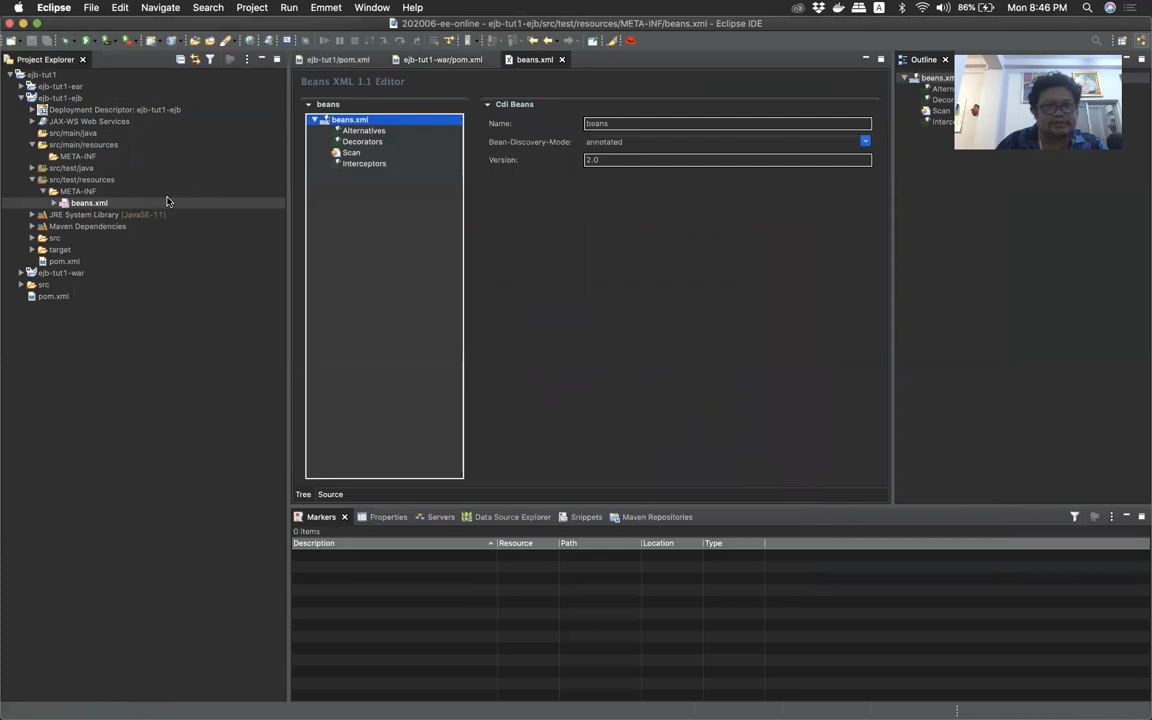 Eclipse File Edit Navigate Search Project Run Emmet Window Help 86% Mon 8:46 PM
202006-ee-online - ejb-tut1-ejb/src/test/resources/META-INF/beans.xml - Eclipse IDE
Project Explorer
ejb-tut1/pom.xml
ejb-tut1-war/pom.xml
beans.xml
Outline
ejb-tut1
ejb-tut1-ear
ejb-tut1-ejb
Deployment Descriptor: ejb-tut1-ejb
JAX-WS Web Services
src/main/java
src/main/resources
META-INF
src/test/java
src/test/resources
META-INF
beans.xml
JRE System Library [JavaSE-11]
Maven Dependencies
src
target
pom.xml
ejb-tut1-war
src
pom.xml
Beans XML 1.1 Editor
beans
beans.xml
Alternatives
Decorators
Scan
Interceptors
Cdi Beans
Name: beans
Bean-Discovery-Mode: annotated
Version: 2.0
Tree Source
beans.xm
Altern
Decor
Scan
Interc
Markers
Properties
Servers
Data Source Explorer
Snippets
Maven Repositories
0 items
Description Resource Path Location Type